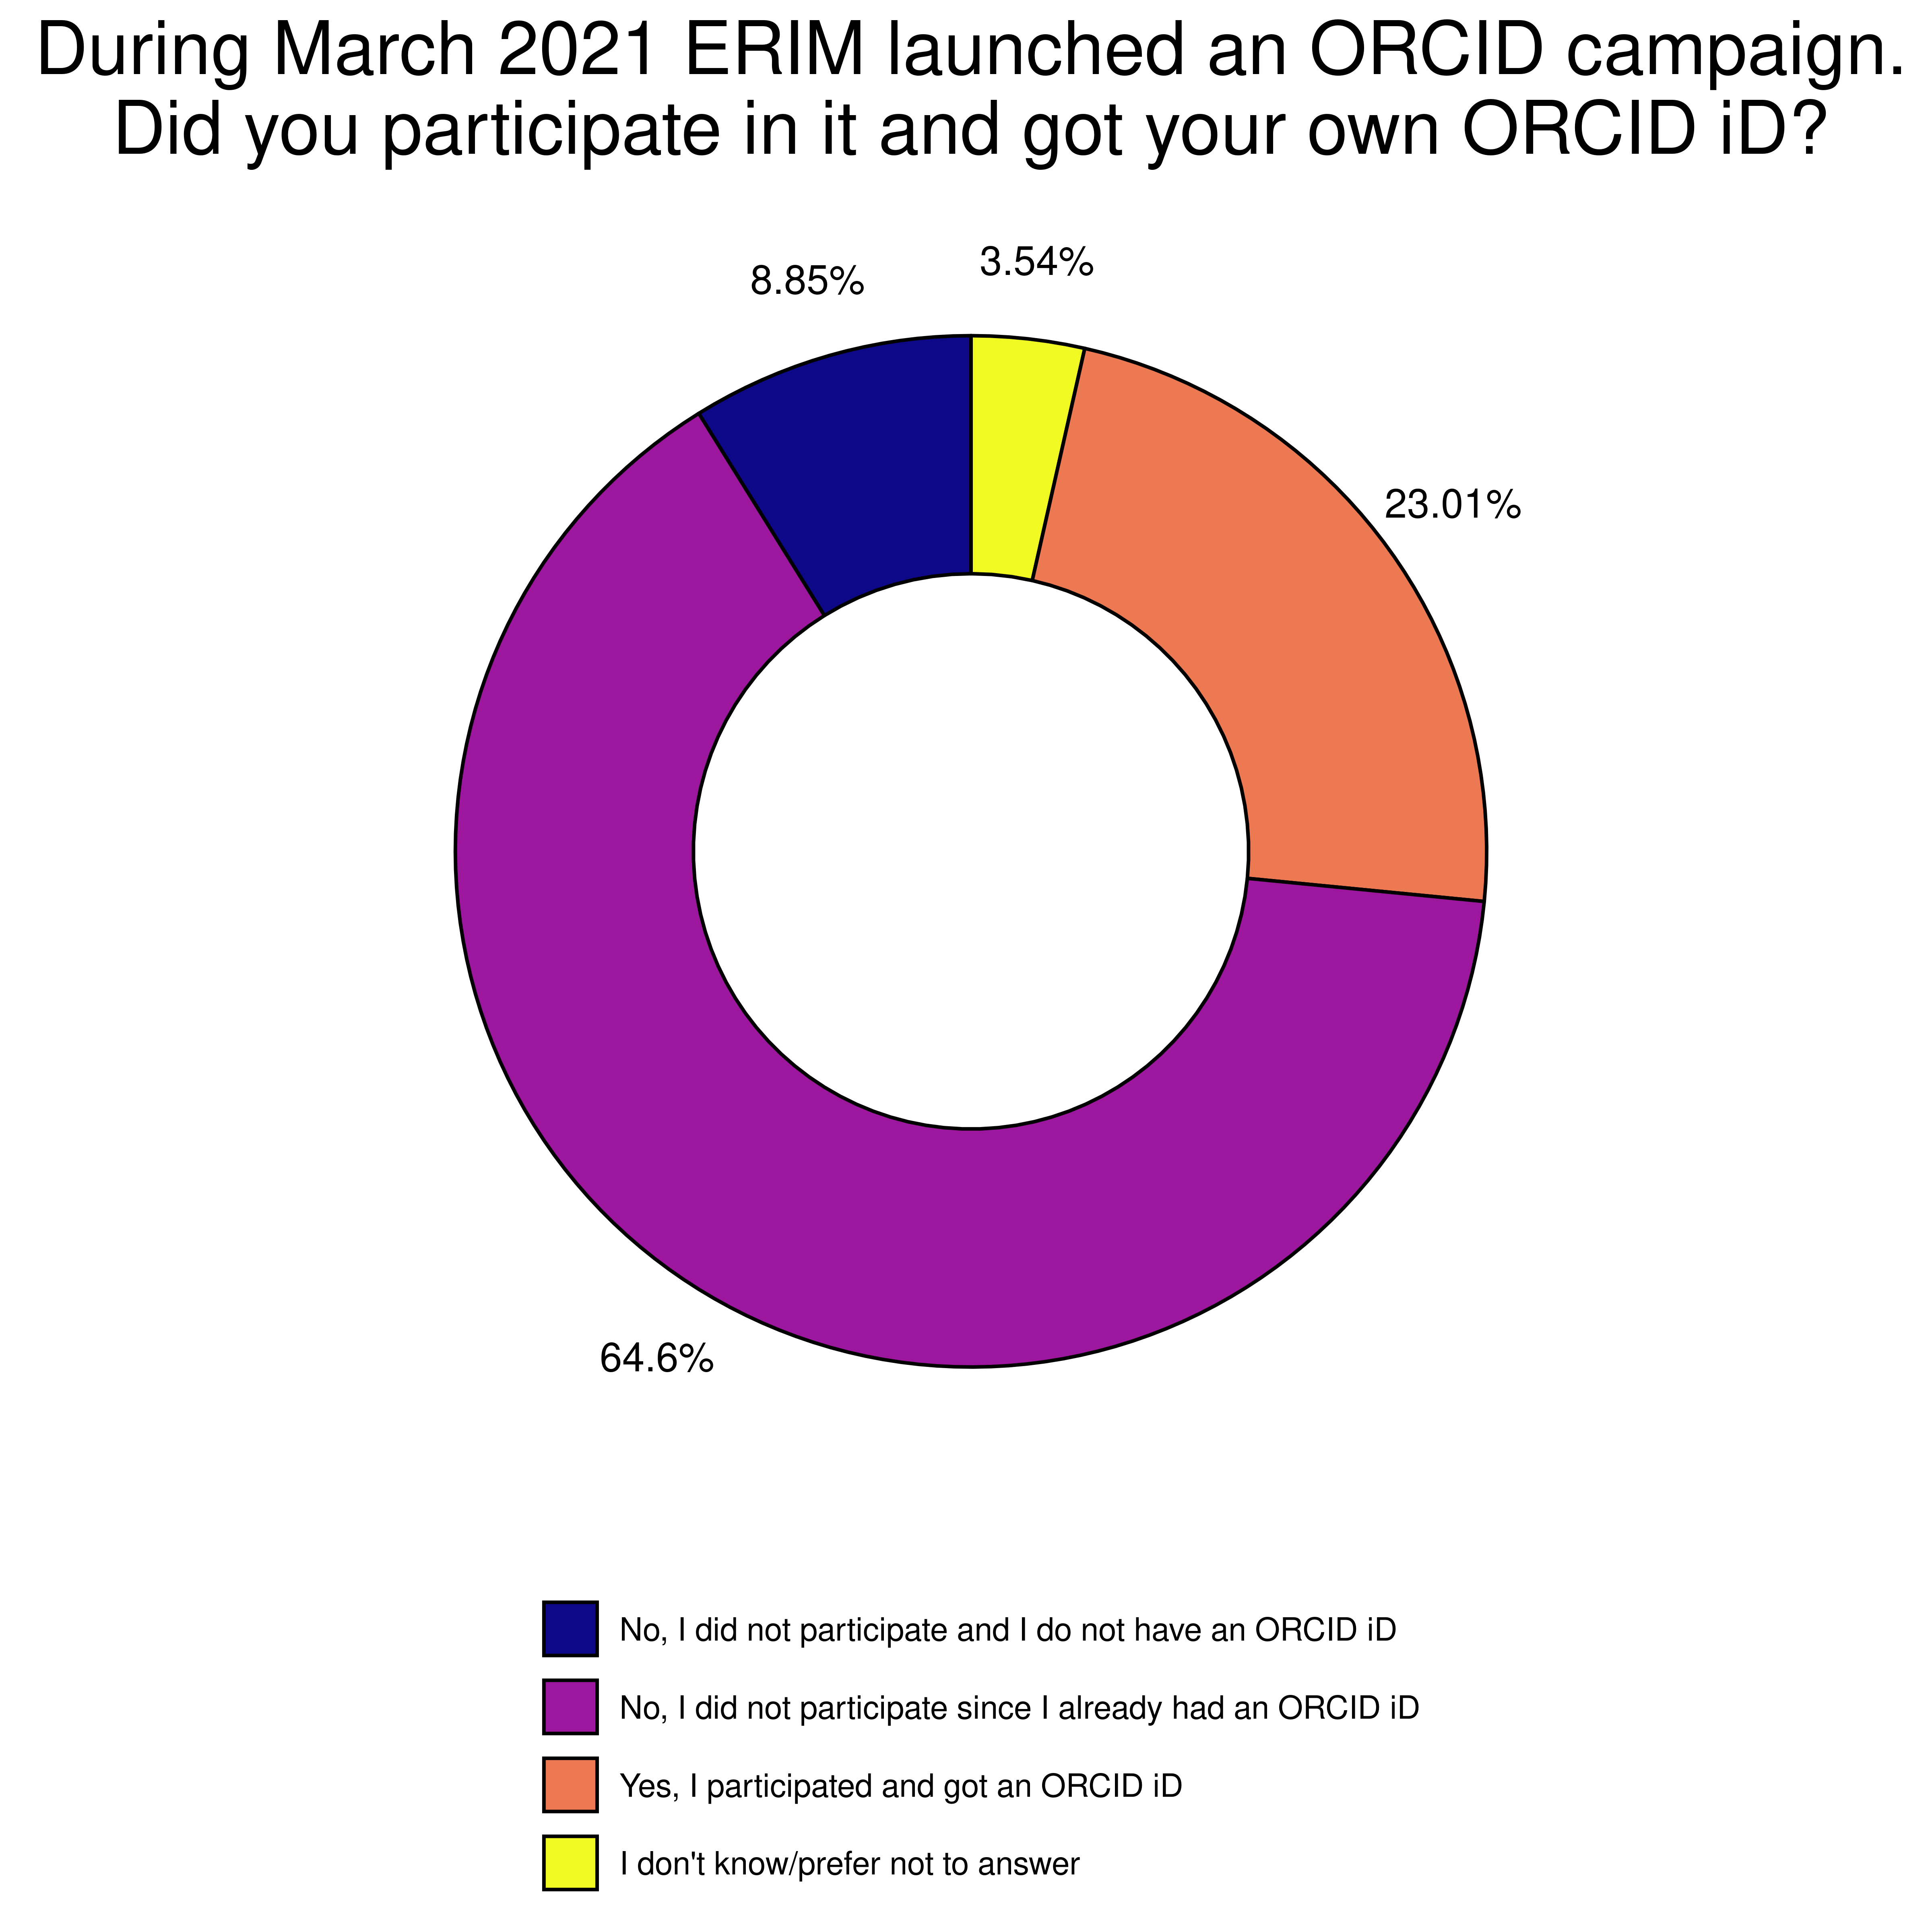 During March 2021 ERIM launched an ORCID campaign.
Did you participate in it and got your own ORCID iD?
8.85%
3.54%
23.01%
64.6%
No, I did not participate and I do not have an ORCID iD
No, I did not participate since I already had an ORCID iD
Yes, I participated and got an ORCID iD
I don't know/prefer not to answer